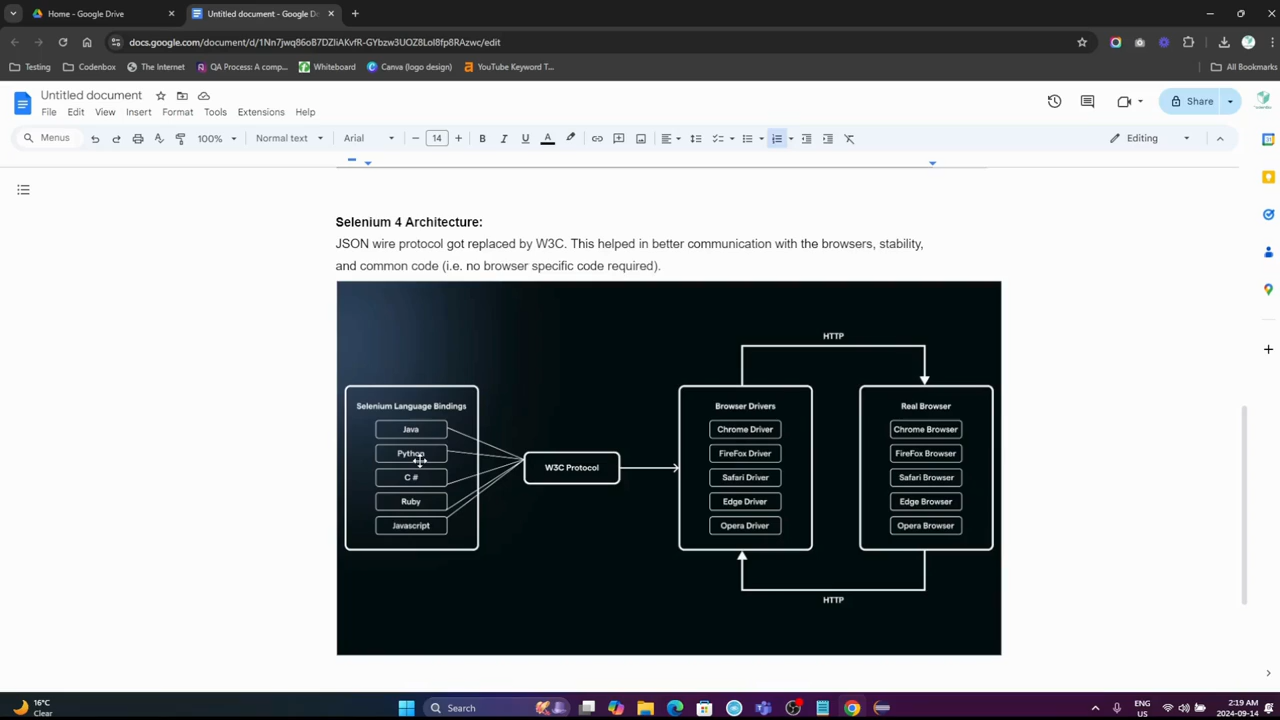 Home - Google Drive
Untitled document - Google Do
docs.google.com/document/d/1Nn7jwq86oB7DZIiAKvfR-GYbzw3UOZ8Lol8fp8RAzwc/edit
Testing
Codenbox
The Internet
QA Process: A comp...
Whiteboard
Canva (logo design)
YouTube Keyword T...
All Bookmarks
Untitled document
File Edit View Insert Format Tools Extensions Help
Share
Menus
100%
Normal text
Arial
14
Editing
Selenium 4 Architecture:
JSON wire protocol got replaced by W3C. This helped in better communication with the browsers, stability,
and common code (i.e. no browser specific code required).
HTTP
Selenium Language Bindings
Java
Python
C #
Ruby
Javascript
W3C Protocol
Browser Drivers
Chrome Driver
FireFox Driver
Safari Driver
Edge Driver
Opera Driver
Real Browser
Chrome Browser
FireFox Browser
Safari Browser
Edge Browser
Opera Browser
HTTP
16°C
Clear
Search
ENG
US
2:19 AM
2024-09-14